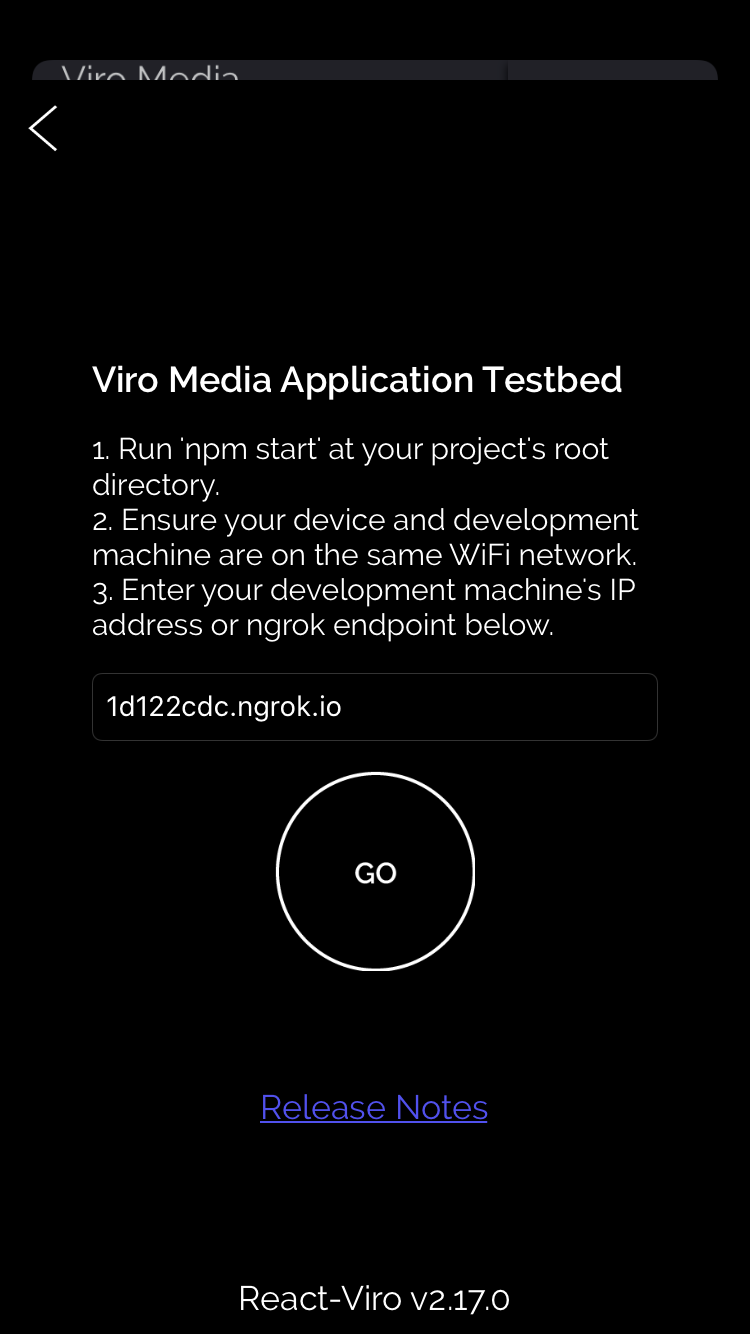 Viro Media
Viro Media Application Testbed
1. Run 'npm start' at your project's root
directory.
2. Ensure your device and development
machine are on the same WiFi network.
3. Enter your development machine's IP
address or ngrok endpoint below.
1d122cdc.ngrok.io
GO
Release Notes
React-Viro v2.17.0